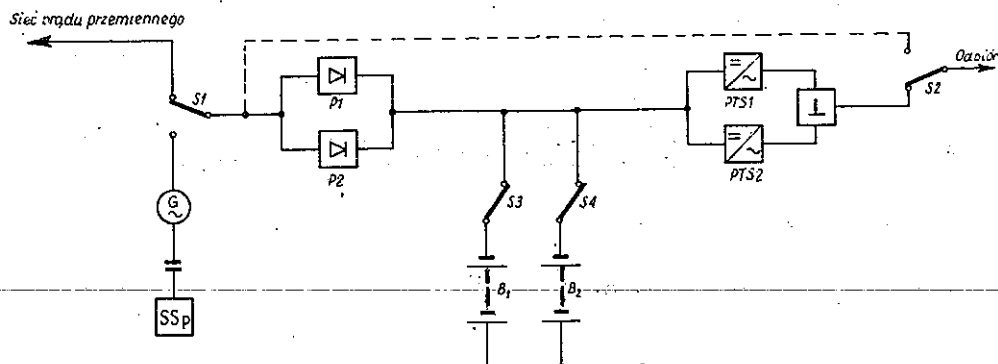 Sieć prądu przemiennego
S1
P1
P2
PTS1
PTS2
Odbiór
S2
G
S3
S4
B1
B2
SSp